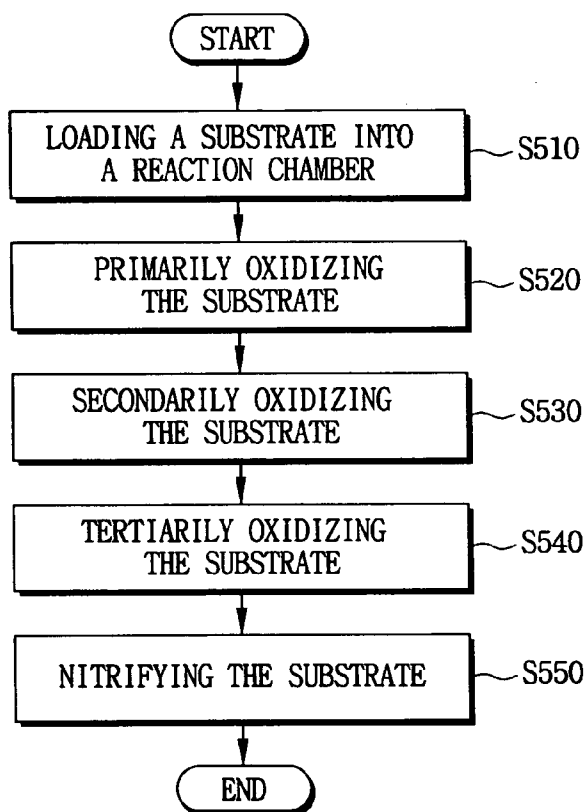 START
LOADING A SUBSTRATE INTO
A REACTION CHAMBER
S510
PRIMARILY OXIDIZING
THE SUBSTRATE
S520
SECONDARILY OXIDIZING
THE SUBSTRATE
S530
TERTIARILY OXIDIZING
THE SUBSTRATE
S540
NITRIFYING THE SUBSTRATE
S550
END